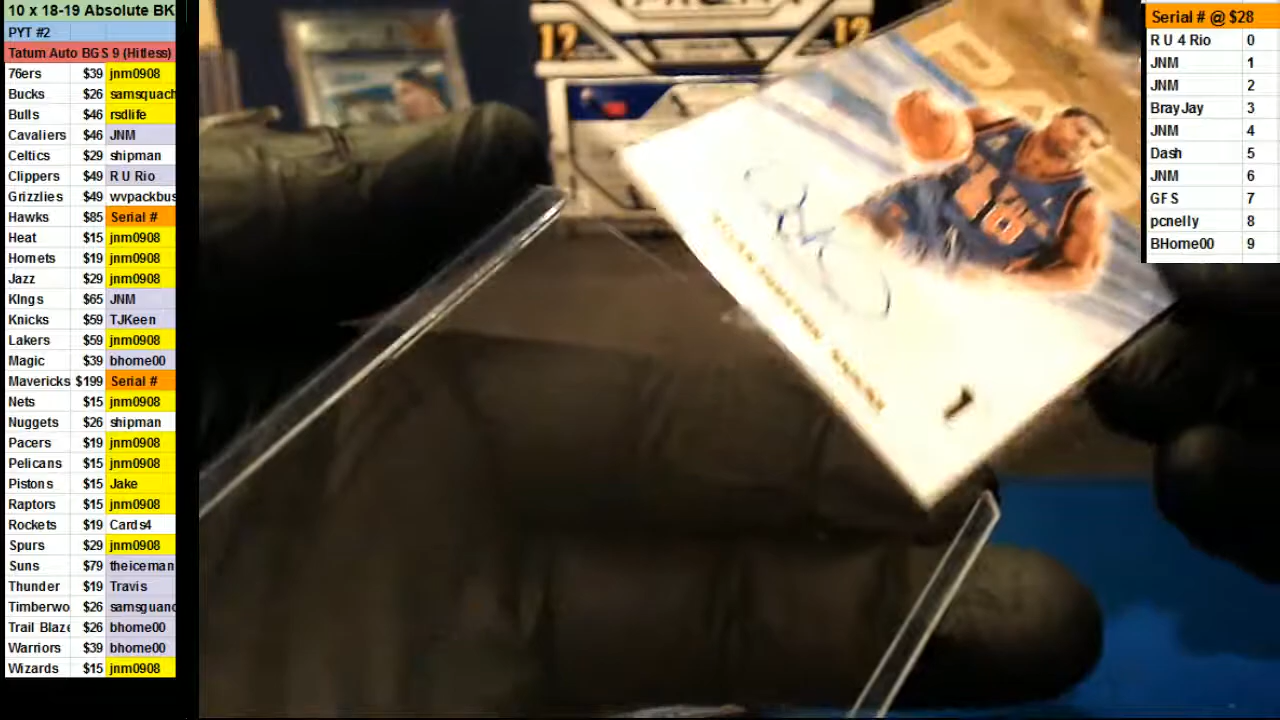 10 x 18-19 Absolute BK
PYT #2
Tatum Auto BGS 9 (Hitless)
76ers $39 jnm0908
Bucks $26 samsquach
Bulls $46 rsdlife
Cavaliers $46 JNM
Celtics $29 shipman
Clippers $49 R U Rio
Grizzlies $49 wvpackbus
Hawks $85 Serial #
Heat $15 jnm0908
Hornets $19 jnm0908
Jazz $29 jnm0908
KIngs $65 JNM
Knicks $59 TJKeen
Lakers $59 jnm0908
Magic $39 bhome00
Mavericks $199 Serial #
Nets $15 jnm0908
Nuggets $26 shipman
Pacers $19 jnm0908
Pelicans $15 jnm0908
Pistons $15 Jake
Raptors $15 jnm0908
Rockets $19 Cards4
Spurs $29 jnm0908
Suns $79 theiceman
Thunder $19 Travis
Timberwo $26 samsguanc
Trail Blaze $26 bhome00
Warriors $39 bhome00
Wizards $15 jnm0908
12
12
Serial # @ $28
R U 4 Rio 0
JNM 1
JNM 2
BrayJay 3
JNM 4
Dash 5
JNM 6
GFS 7
pcnelly 8
BHome00 9